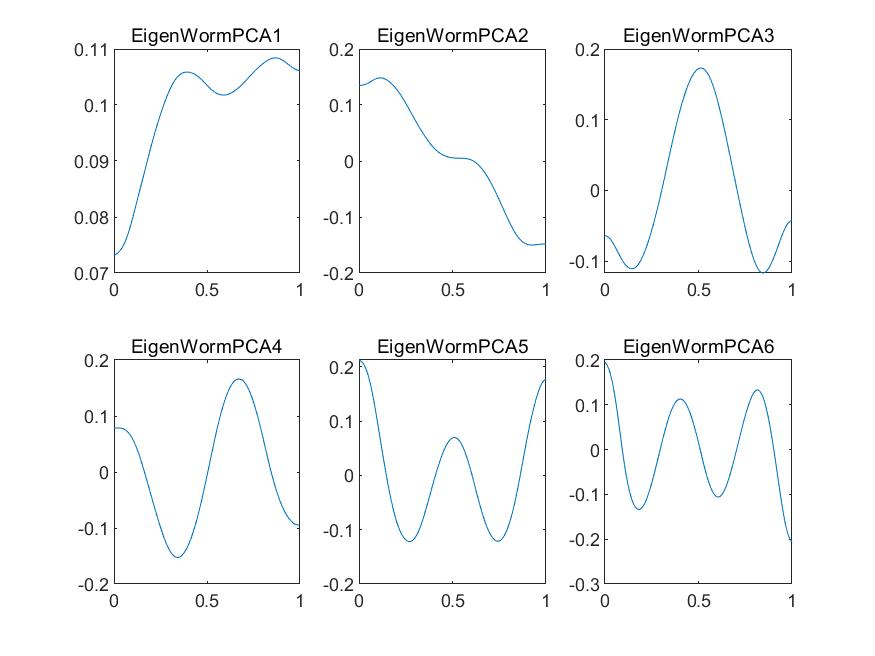 EigenWormPCA1 EigenWormPCA2 EigenWormPCA3
0.11 0.2 0.2
0.1 0.1 0.1
0.09 0 0
0.08 -0.1 -0.1
0.07 -0.2
0 0.5 1 0 0.5 1 0 0.5 1
EigenWormPCA4 EigenWormPCA5 EigenWormPCA6
0.2 0.2 0.2
0.1 0.1 0.1
0 0 0
-0.1 -0.1 -0.1
-0.2 -0.2 -0.2
-0.3
0 0.5 1 0 0.5 1 0 0.5 1